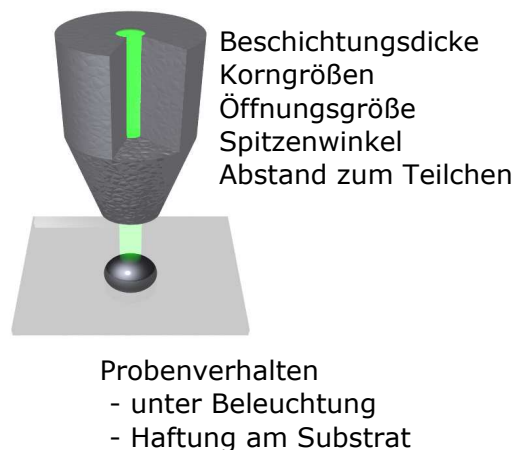 Beschichtungsdicke
Korngrößen
Öffnungsgröße
Spitzenwinkel
Abstand zum Teilchen
Probenverhalten
- unter Beleuchtung
- Haftung am Substrat